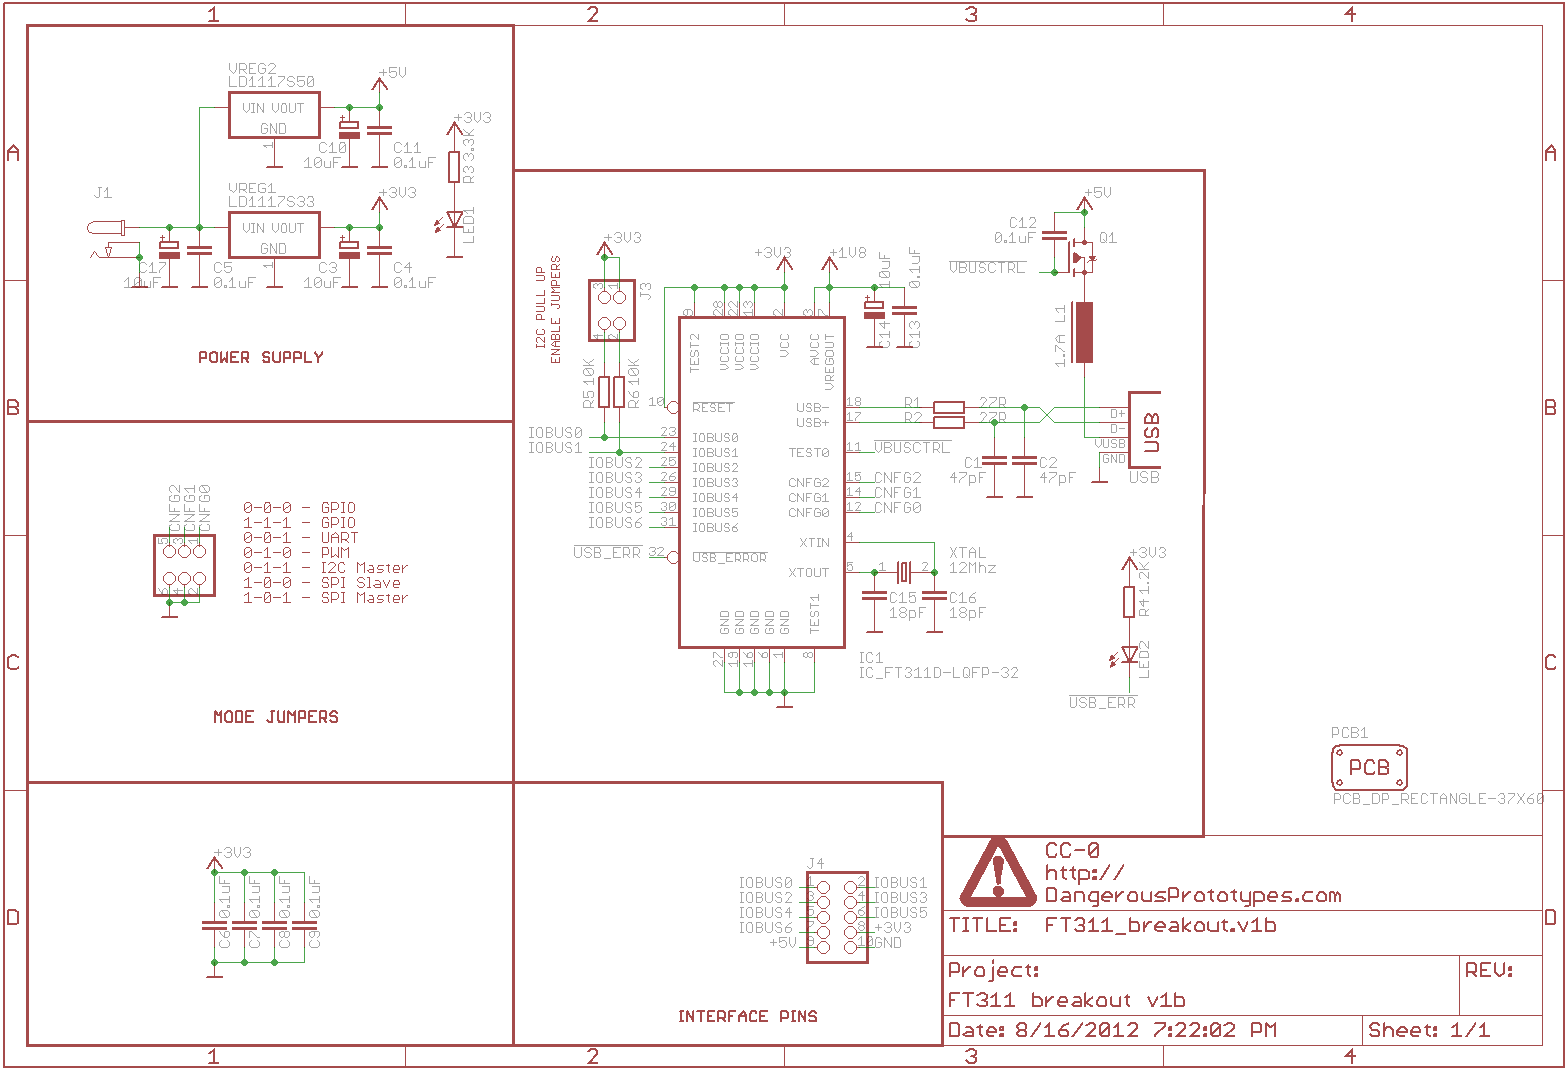 1 2 3 4
A
B
C
D
A
B
C
D
1 2 3 4
VREG2
LD1117S50
VIN VOUT
GND
1
+5V
C10
10uF
C11
0.1uF
VREG1
LD1117S33
VIN VOUT
GND
1
+3V3
J1
C17
10uF
C5
0.1uF
C3
10uF
C4
0.1uF
+3V3
R3 3.3K
LED1
POWER SUPPLY
CNFG2
CNFG1
CNFG0
5 3 1
6 4 2
0-0-0 - GPIO
1-1-1 - GPIO
0-0-1 - UART
0-1-0 - PWM
0-1-1 - I2C Master
1-0-0 - SPI Slave
1-0-1 - SPI Master
MODE JUMPERS
+3V3
C6 0.1uF
C7 0.1uF
C8 0.1uF
C9 0.1uF
I2C PULL UP
ENABLE JUMPERS
+3V3
3 1
4 2
J3
R5 10K
R6 10K
+3V3
+1V8
9 28 22 13 2 3 7
TEST2
VCCIO
VCCIO
VCCIO
VCC
AVCC
VREGOUT
C14
10uF
C13
0.1uF
10 RESET
IOBUS0 23 IOBUS0
IOBUS1 24 IOBUS1
IOBUS2 25 IOBUS2
IOBUS3 26 IOBUS3
IOBUS4 29 IOBUS4
IOBUS5 30 IOBUS5
IOBUS6 31 IOBUS6
USB_ERR 32 USB_ERROR
USB- 18
USB+ 17
TEST0 11 VBUSCTRL
CNFG2 15 CNFG2
CNFG1 14 CNFG1
CNFG0 12 CNFG0
XTIN 4
XTOUT 5
GND
GND
GND
GND
GND
TEST1
27 19 16 6 1 8
IC1
IC_FT311D-LQFP-32
1 2
XTAL
12Mhz
C15
18pF
C16
18pF
R1 27R
R2 27R
C1
47pF
C2
47pF
+5V
C12
0.1uF
Q1
VBUSCTRL
1.7A L1
D+
D-
VUSB
GND
USB
USB
+3V3
R4 1.2K
LED2
USB_ERR
PCB1
PCB
PCB_DP_RECTANGLE-37X60
J4
IOBUS0 1 2 IOBUS1
IOBUS2 3 4 IOBUS3
IOBUS4 5 6 IOBUS5
IOBUS6 7 8 +3V3
+5V 9 10 GND
INTERFACE PINS
CC-0
http://
DangerousPrototypes.com
TITLE: FT311_breakout.v1b
Project:
REV:
FT311 breakout v1b
Date: 8/16/2012 7:22:02 PM
Sheet: 1/1